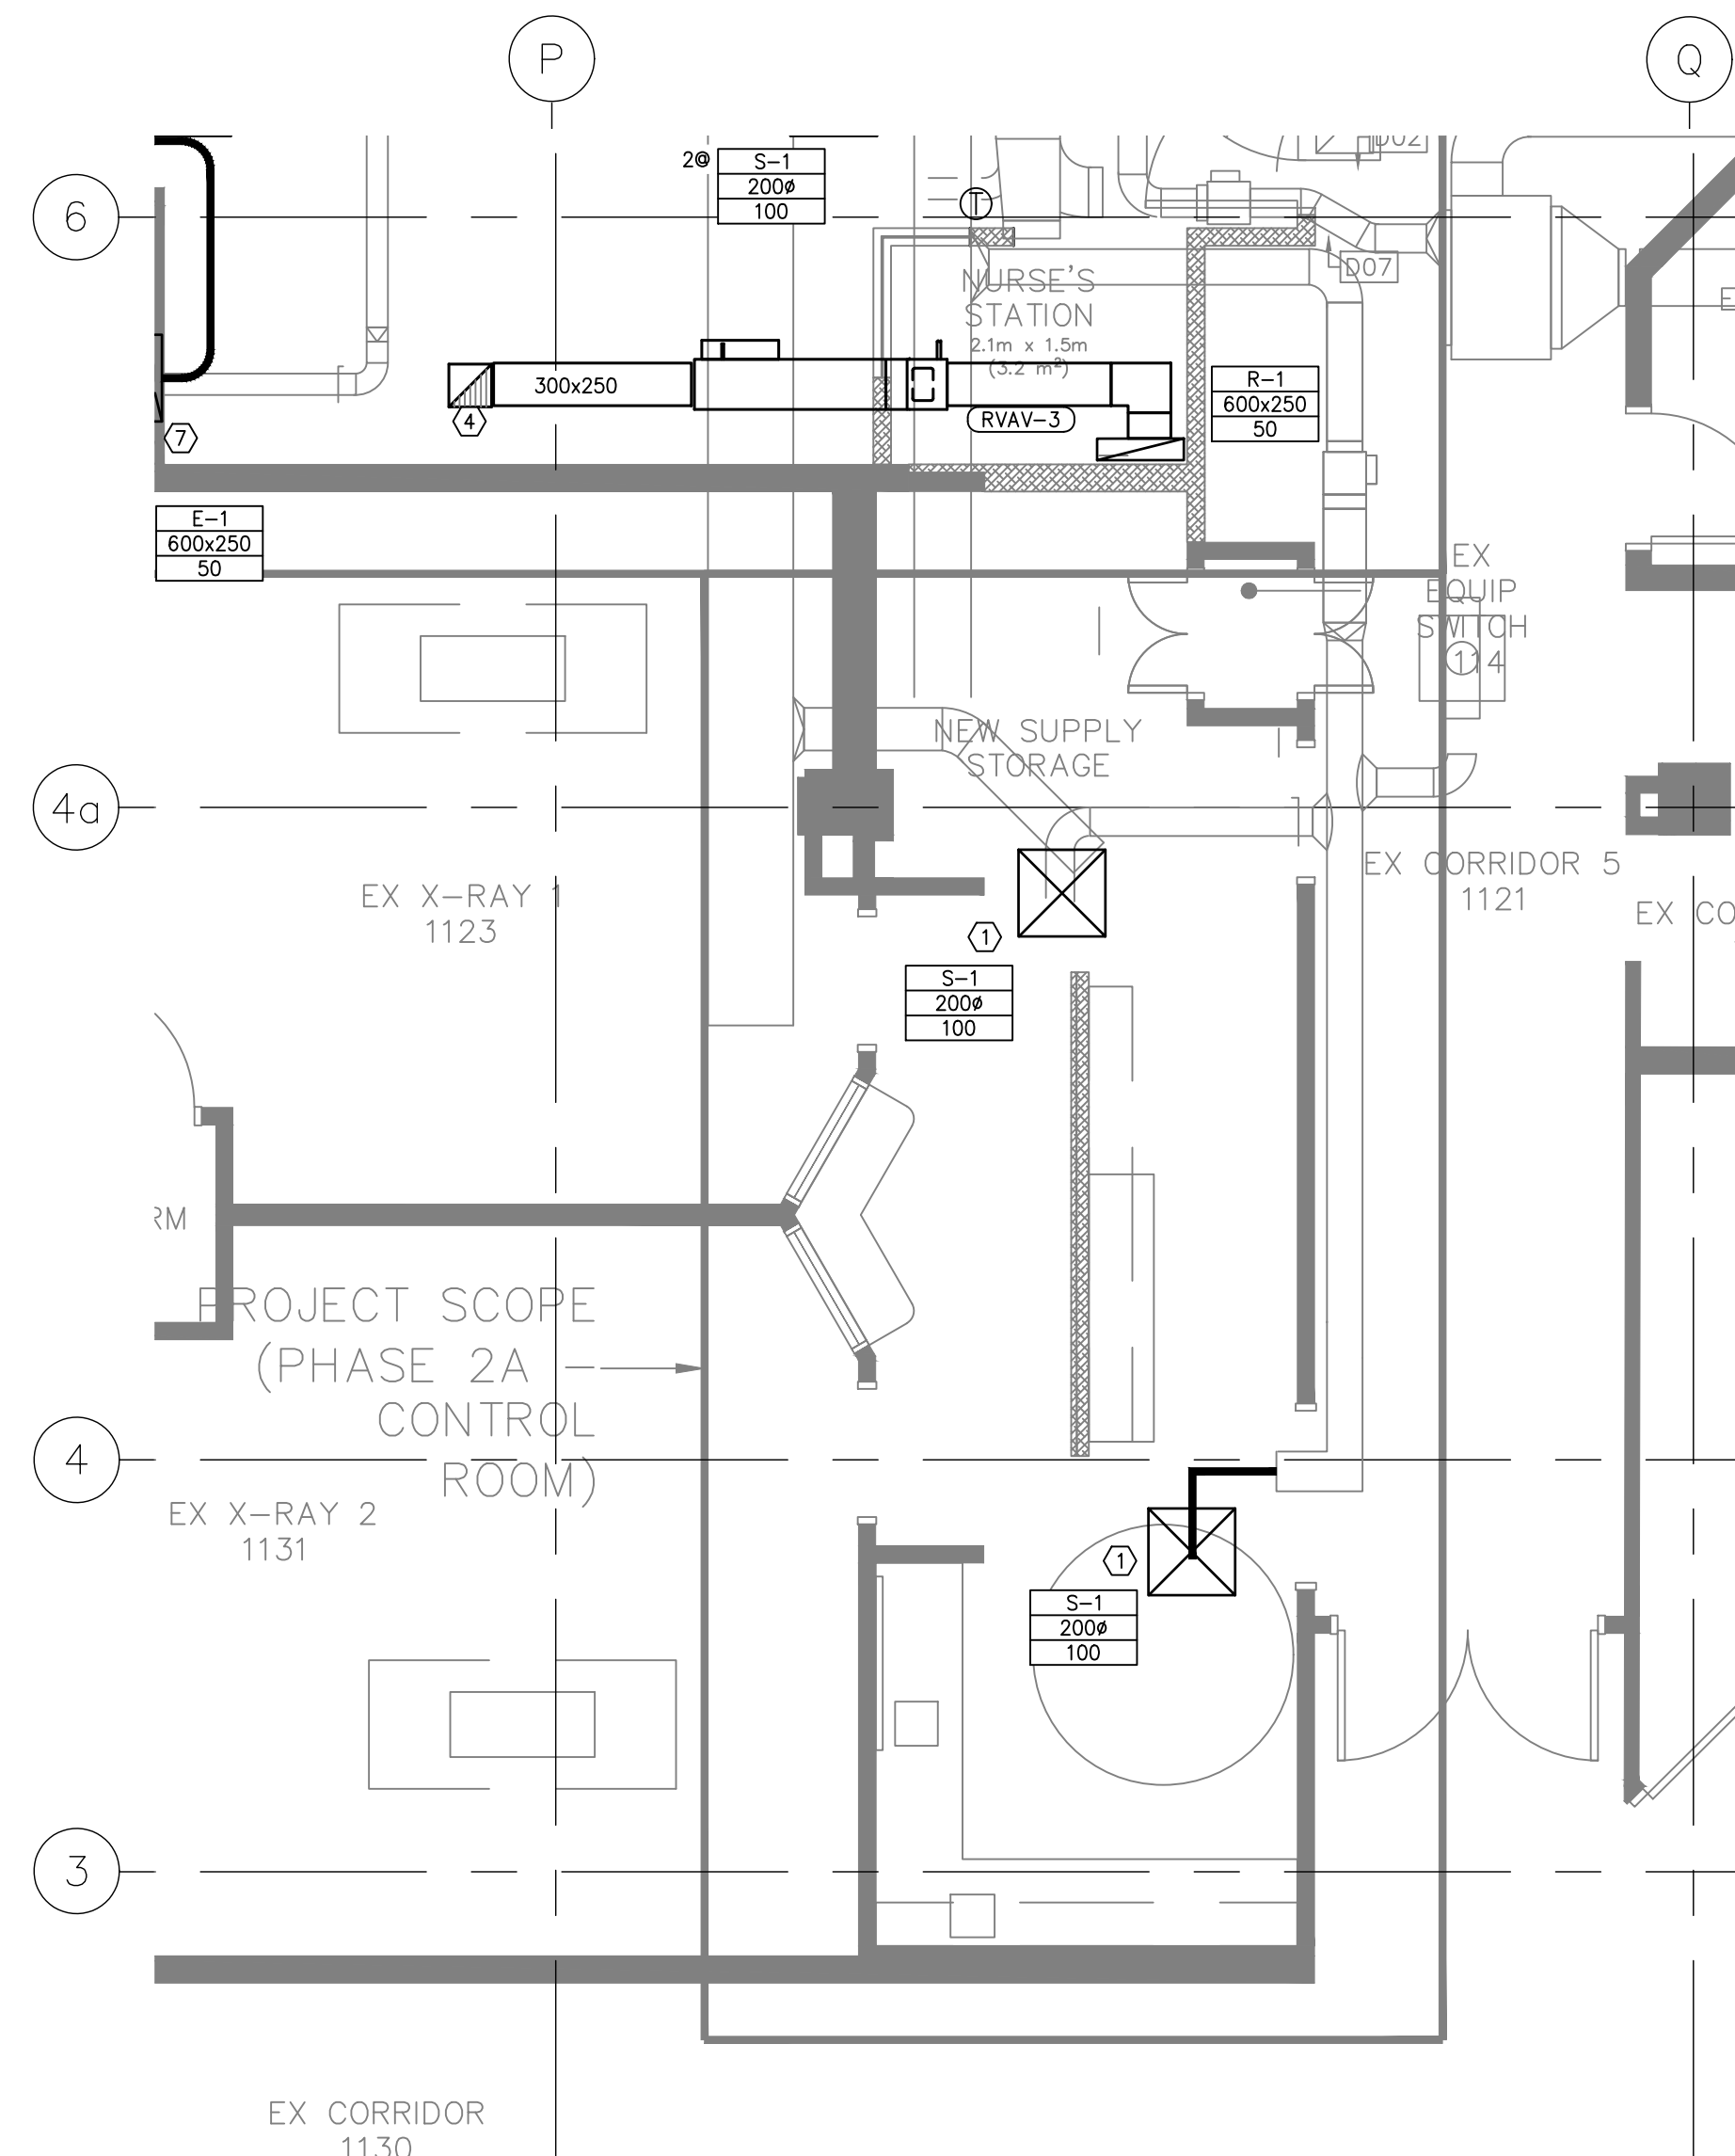 P
Q
2@
S-1
200ø
100
D02
T
6
D07
NURSE'S
STATION
2.1m x 1.5m
(3.2 m²)
300x250
RVAV-3
4
7
R-1
600x250
50
E-1
600x250
50
EX
EQUIP
SWITCH
114
NEW SUPPLY
STORAGE
4a
EX X-RAY 1
1123
EX CORRIDOR 5
1121
EX CO
1
S-1
200ø
100
RM
PROJECT SCOPE
(PHASE 2A -
CONTROL
ROOM)
4
EX X-RAY 2
1131
1
S-1
200ø
100
3
EX CORRIDOR
1130